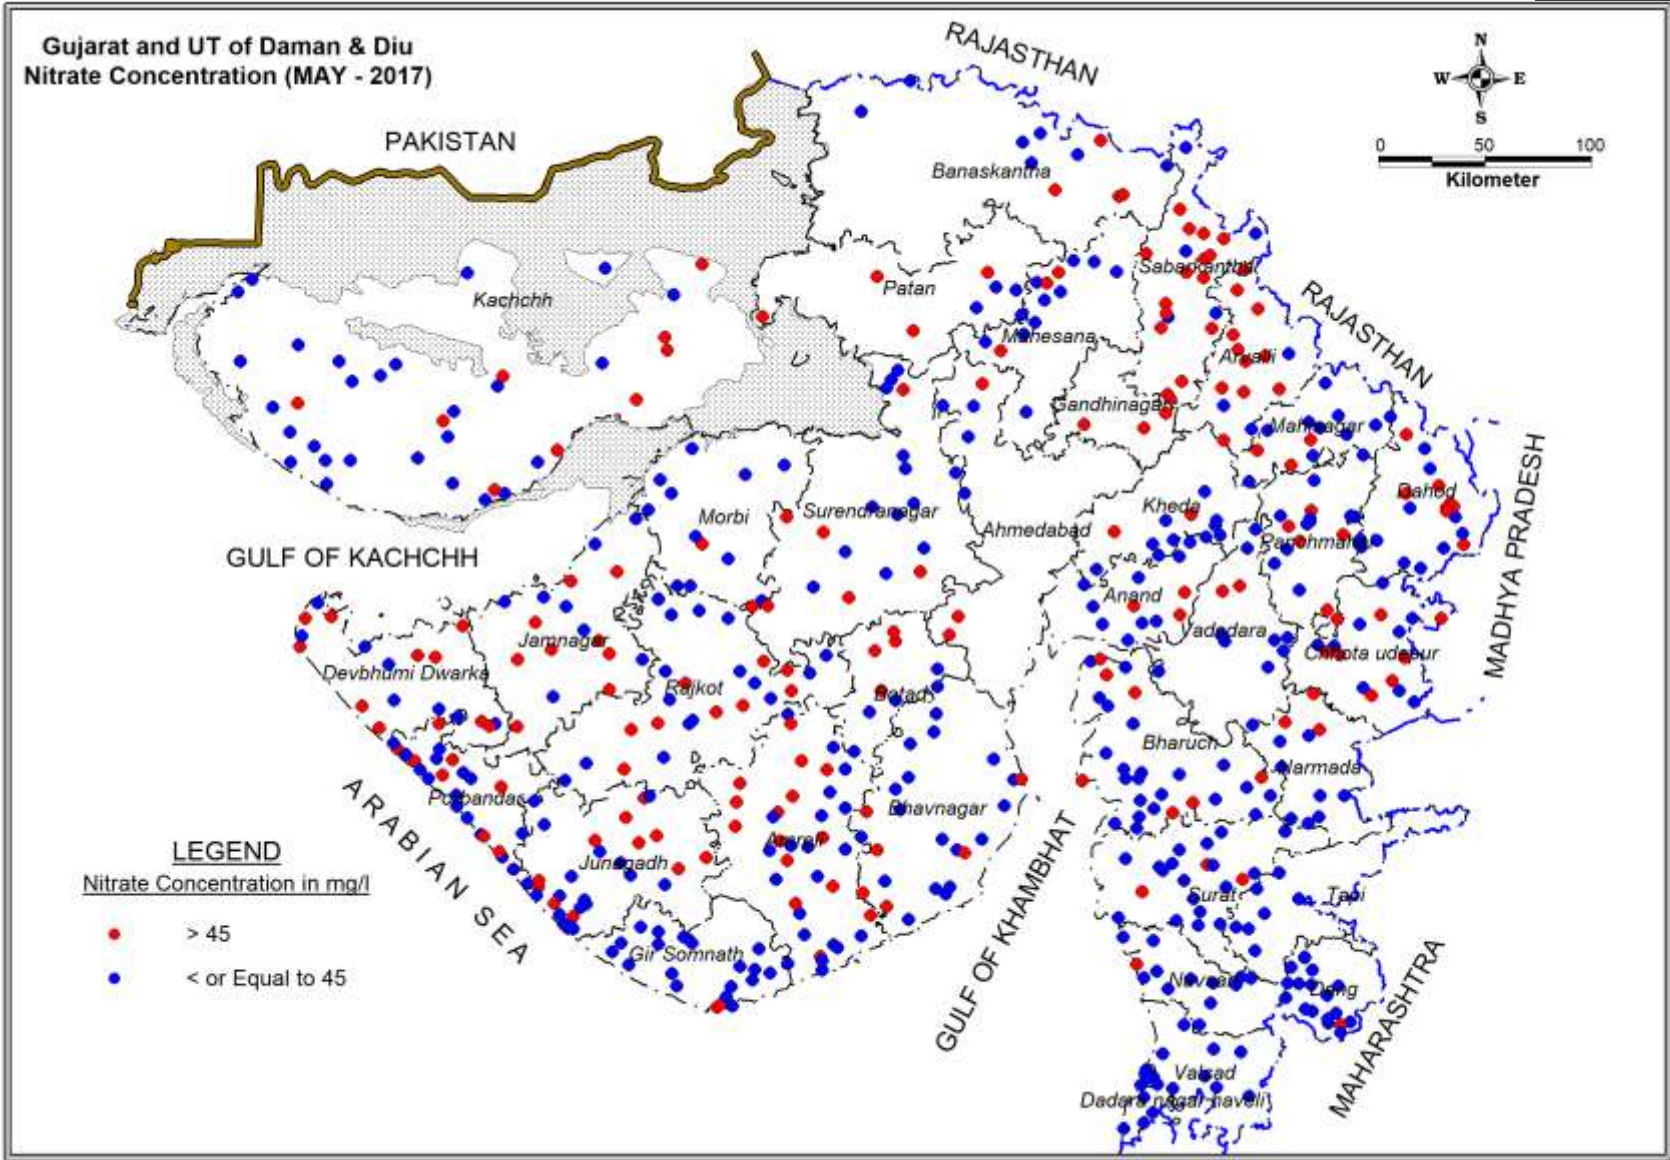 Gujarat and UT of Daman & Diu
Nitrate Concentration (MAY - 2017)
RAJASTHAN
N
W
E
S
0
50
100
Kilometer
PAKISTAN
Banaskantha
Sabarkantha
Patan
Kachchh
RAJASTHAN
Mahesana
Arvalli
Gandhinagar
Mahisagar
Dahod
Kheda
Morbi
Surendranagar
Ahmedabad
Panchmahal
MADHYA PRADESH
GULF OF KACHCHH
Anand
Vadodara
Jamnagar
Chhota udepur
Devbhumi Dwarka
Rajkot
Botad
Bharuch
Narmada
Porbandar
Bhavnagar
Amreli
Junagadh
ARABIAN SEA
GULF OF KHAMBHAT
Surat
Tapi
Gir Somnath
Navsari
Dang
MAHARASHTRA
Valsad
Dadara nagar haveli
LEGEND
Nitrate Concentration in mg/l
> 45
< or Equal to 45